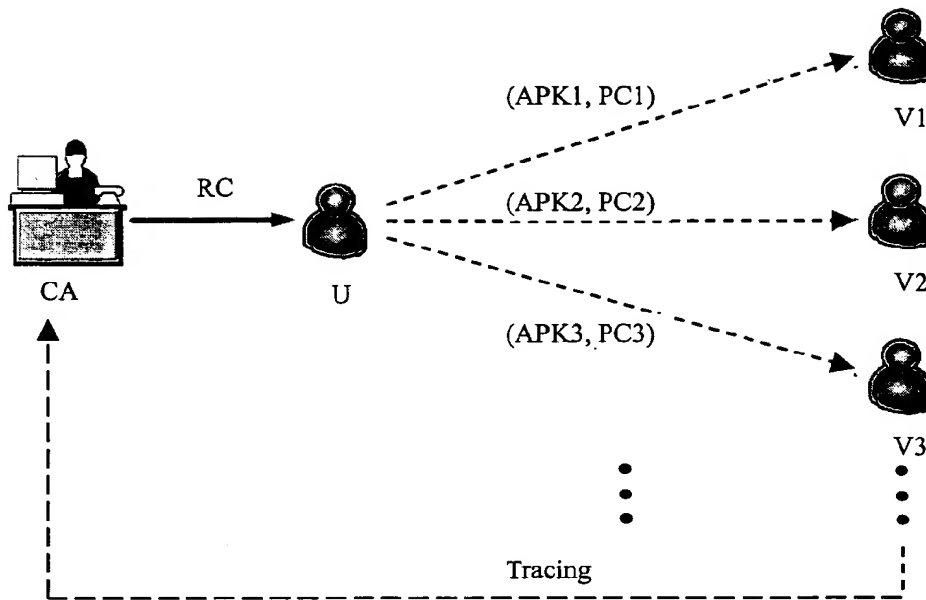 (APK1, PC1)
V1
RC
(APK2, PC2)
CA
U
V2
(APK3, PC3)
V3
Tracing